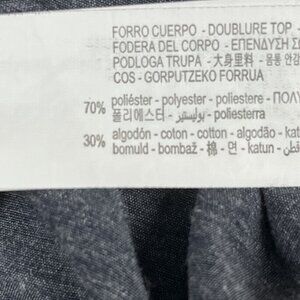 FORRO CUERPO - DOUBLURE TOP -
FODERA DEL CORPO - ΕΠΕΝΔΥΣΗ
PODLOGA TRUPA - 大身里料 - 몸통 안감
COS - GORPUTZEKO FORRUA
70% poliéster - polyester - poliestere - ΠΟΛΥ
폴리에스터 - بوليستير - poliesterra
30% algodón - coton - cotton - algodão - kat
bomuld - bombaž - 棉 - 면 - katun - قطن